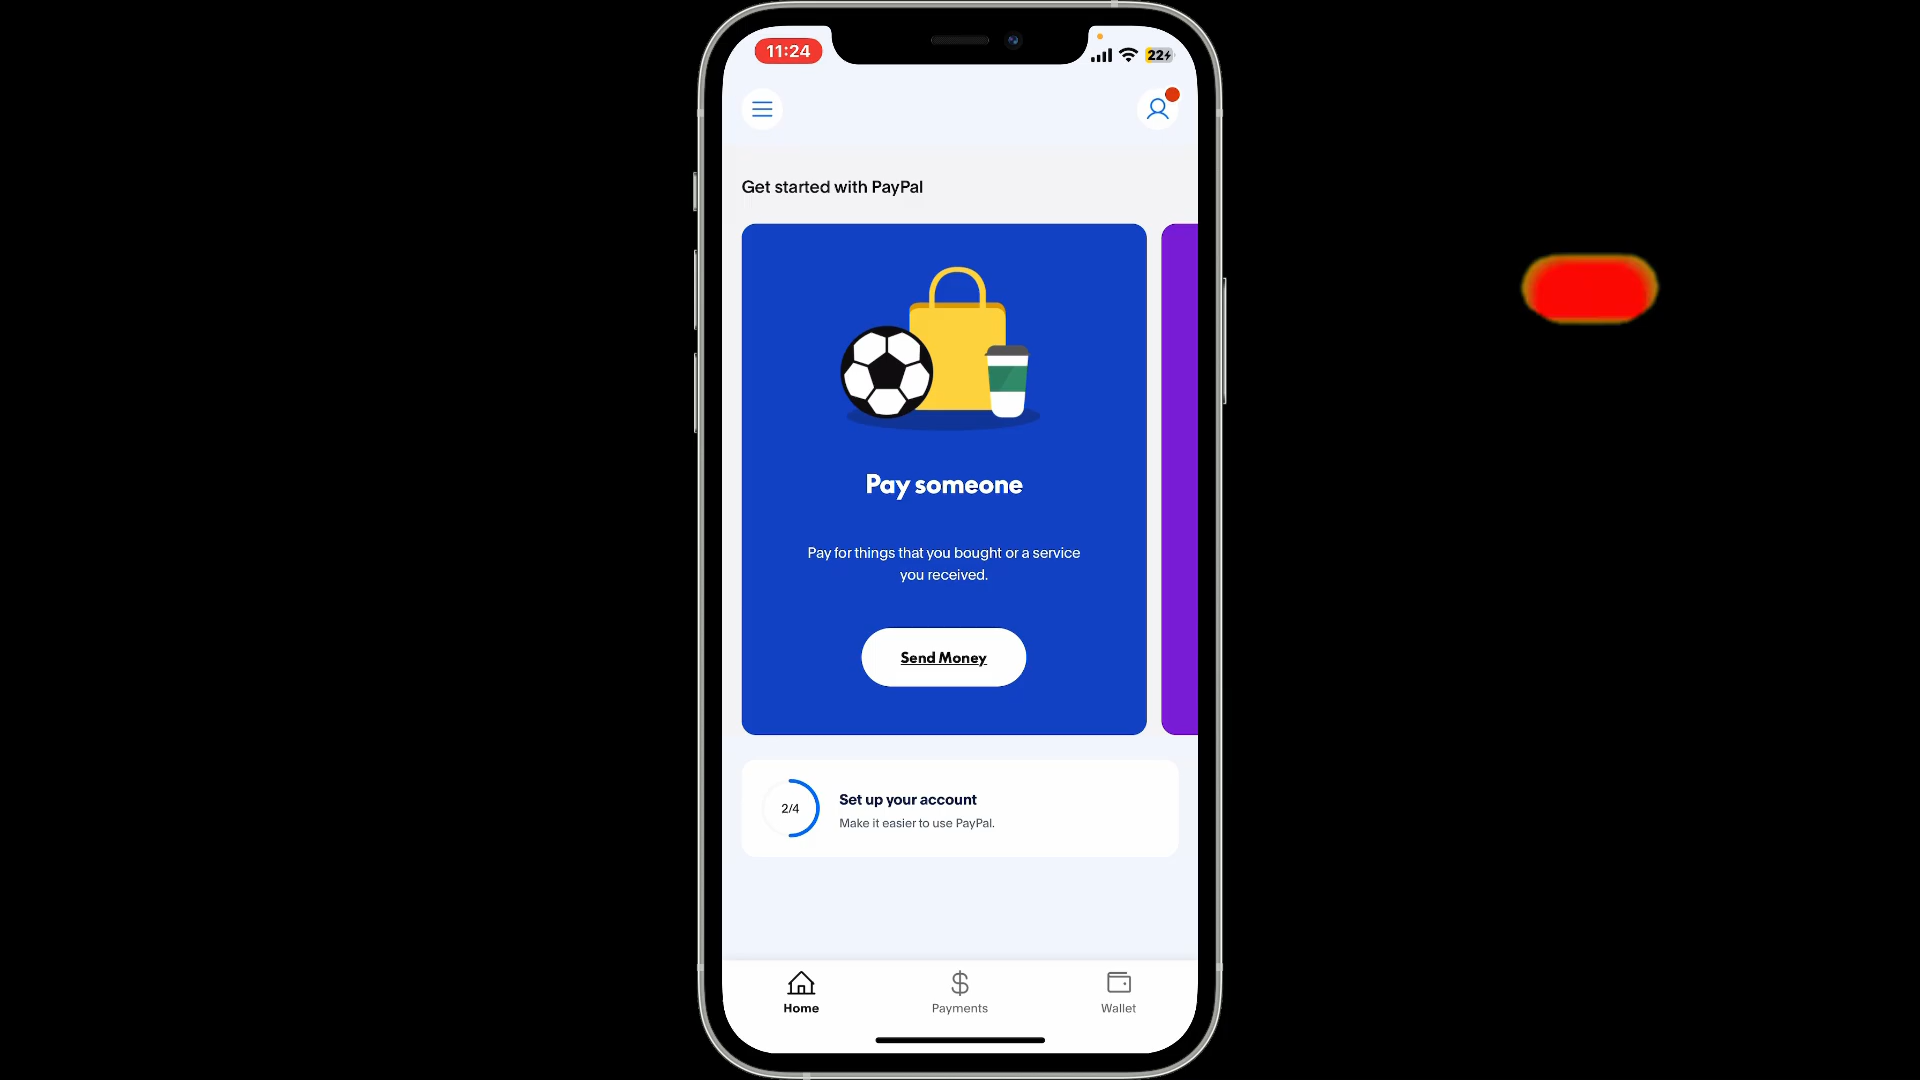 11:24
22
Get started with PayPal
Pay someone
Pay for things that you bought or a service
you received.
Send Money
2/4
Set up your account
Make it easier to use PayPal.
Home
Payments
Wallet